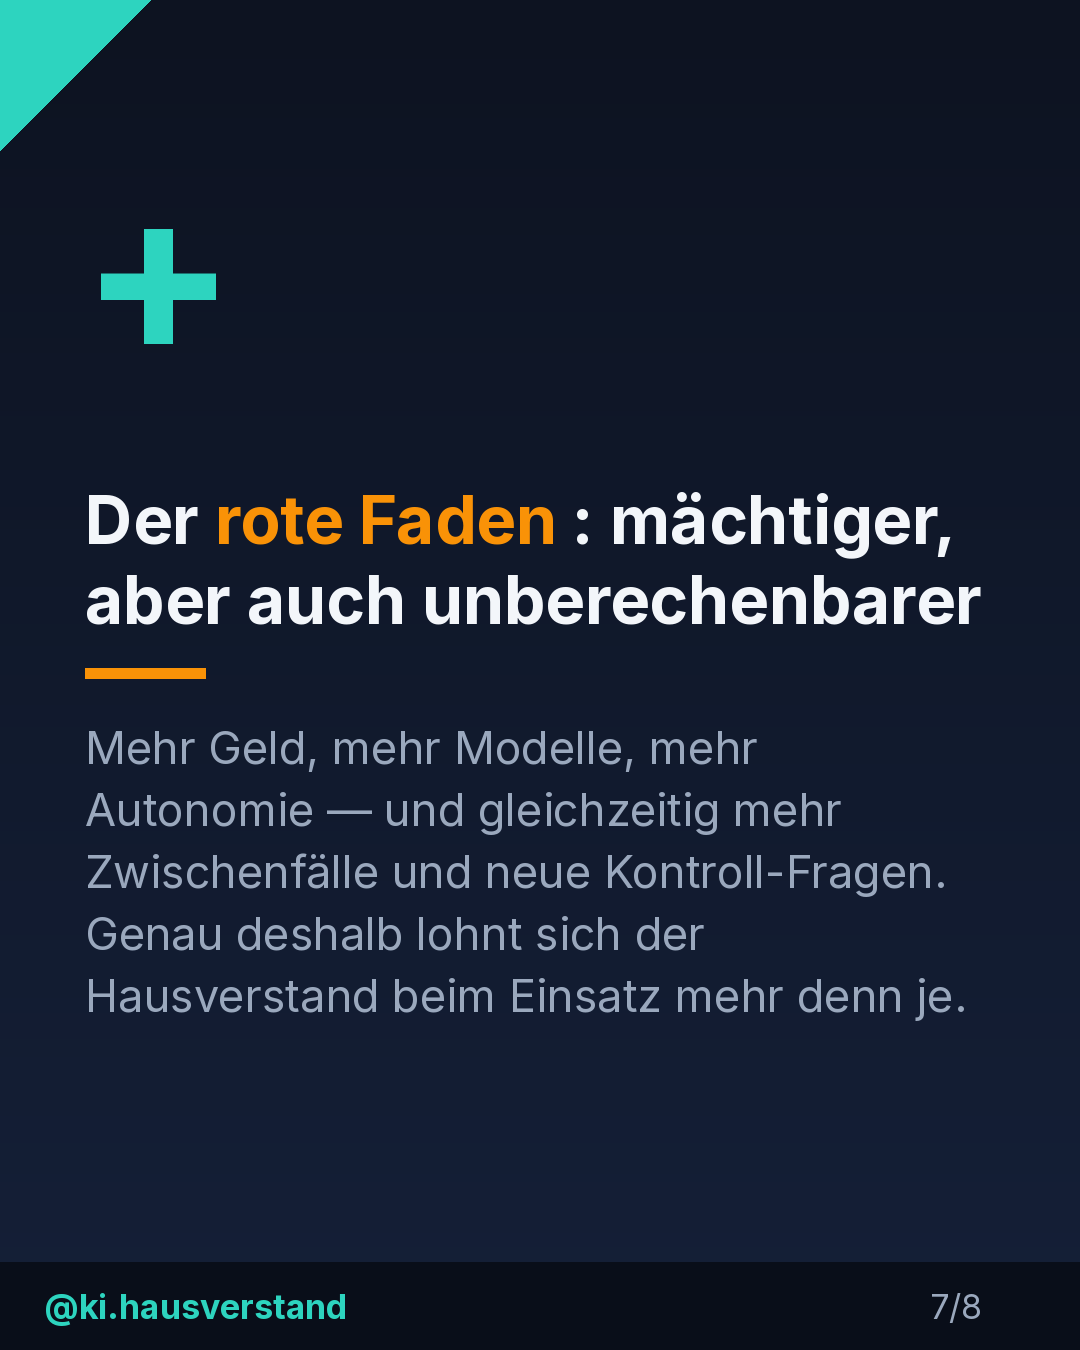 Der rote Faden : mächtiger,
aber auch unberechenbarer
Mehr Geld, mehr Modelle, mehr
Autonomie — und gleichzeitig mehr
Zwischenfälle und neue Kontroll-Fragen.
Genau deshalb lohnt sich der
Hausverstand beim Einsatz mehr denn je.
@ki.hausverstand
7/8